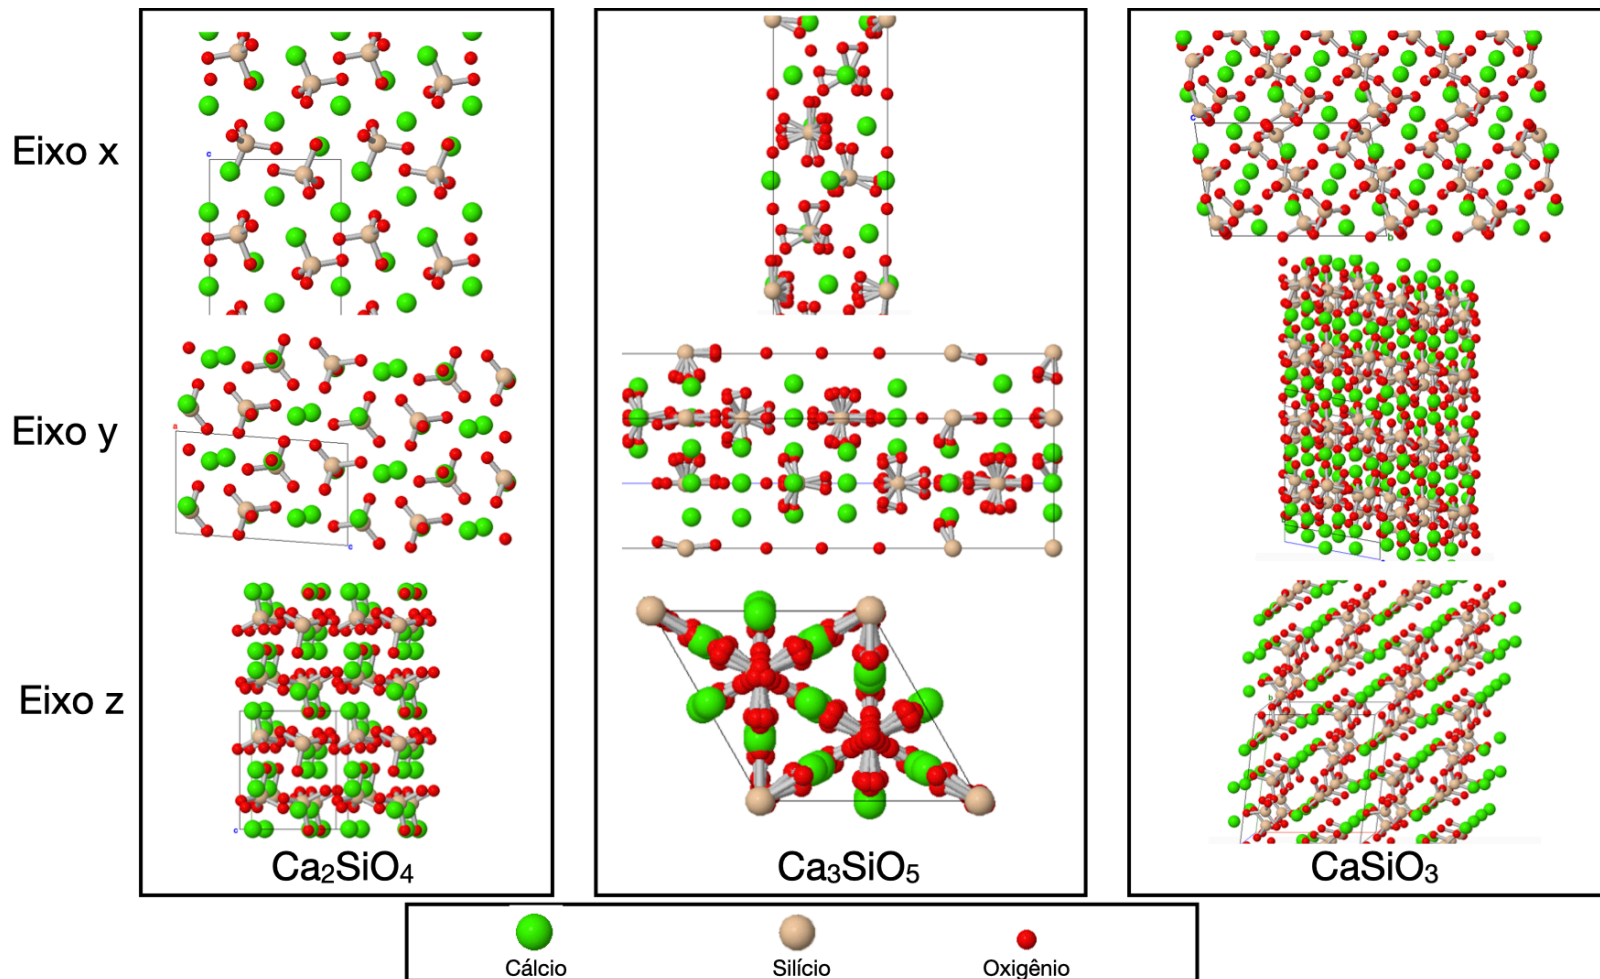 Eixo x
Eixo y
Eixo z
c
a
c
c
c
b
b
Ca₂SiO₄
Ca₃SiO₅
CaSiO₃
Cálcio
Silício
Oxigênio